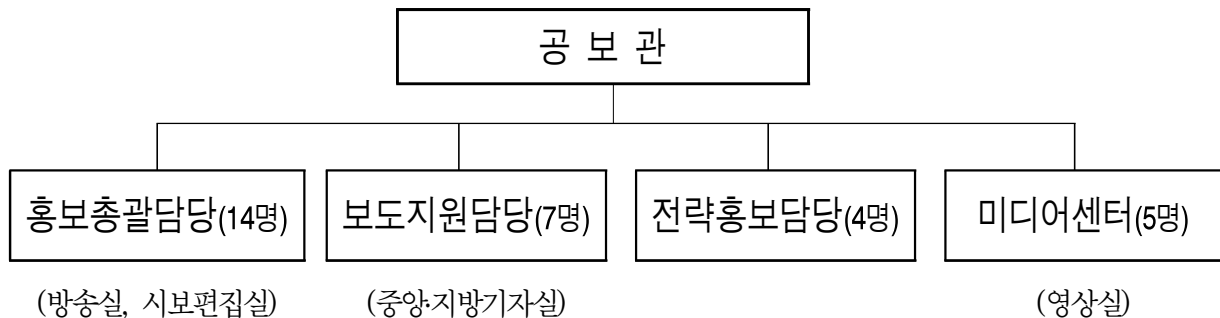 공 보 관
홍보총괄담당(14명) 보도지원담당(7명) 전략홍보담당(4명) 미디어센터(5명)
(방송실, 시보편집실) (중앙·지방기자실) (영상실)